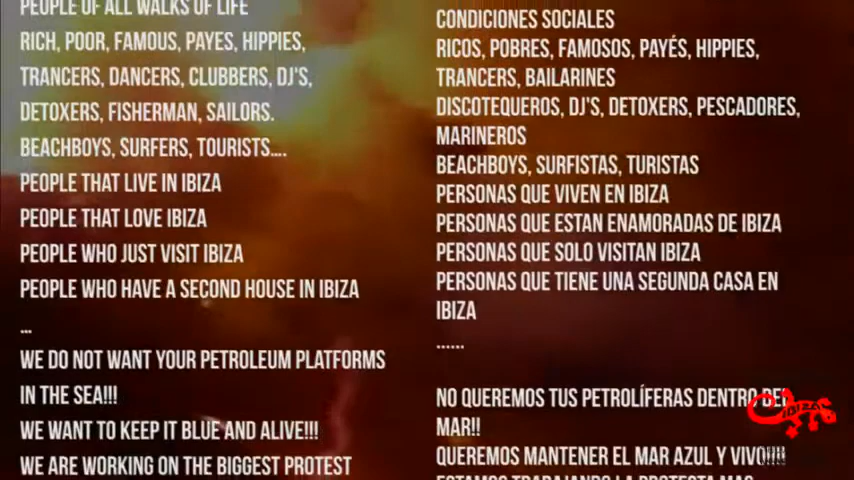 PEOPLE OF ALL WALKS OF LIFE
RICH, POOR, FAMOUS, PAYES, HIPPIES,
TRANCERS, DANCERS, CLUBBERS, DJ'S,
DETOXERS, FISHERMAN, SAILORS.
BEACHBOYS, SURFERS, TOURISTS....
PEOPLE THAT LIVE IN IBIZA
PEOPLE THAT LOVE IBIZA
PEOPLE WHO JUST VISIT IBIZA
PEOPLE WHO HAVE A SECOND HOUSE IN IBIZA
...
WE DO NOT WANT YOUR PETROLEUM PLATFORMS
IN THE SEA!!!
WE WANT TO KEEP IT BLUE AND ALIVE!!!
WE ARE WORKING ON THE BIGGEST PROTEST
CONDICIONES SOCIALES
RICOS, POBRES, FAMOSOS, PAYÉS, HIPPIES,
TRANCERS, BAILARINES
DISCOTEQUEROS, DJ'S, DETOXERS, PESCADORES,
MARINEROS
BEACHBOYS, SURFISTAS, TURISTAS
PERSONAS QUE VIVEN EN IBIZA
PERSONAS QUE ESTAN ENAMORADAS DE IBIZA
PERSONAS QUE SOLO VISITAN IBIZA
PERSONAS QUE TIENE UNA SEGUNDA CASA EN
IBIZA
......
NO QUEREMOS TUS PETROLÍFERAS DENTRO DEL
MAR!!
QUEREMOS MANTENER EL MAR AZUL Y VIVO!!!
ESTAMOS TRABAJANDO LA PROTESTA MAS
IBIZA